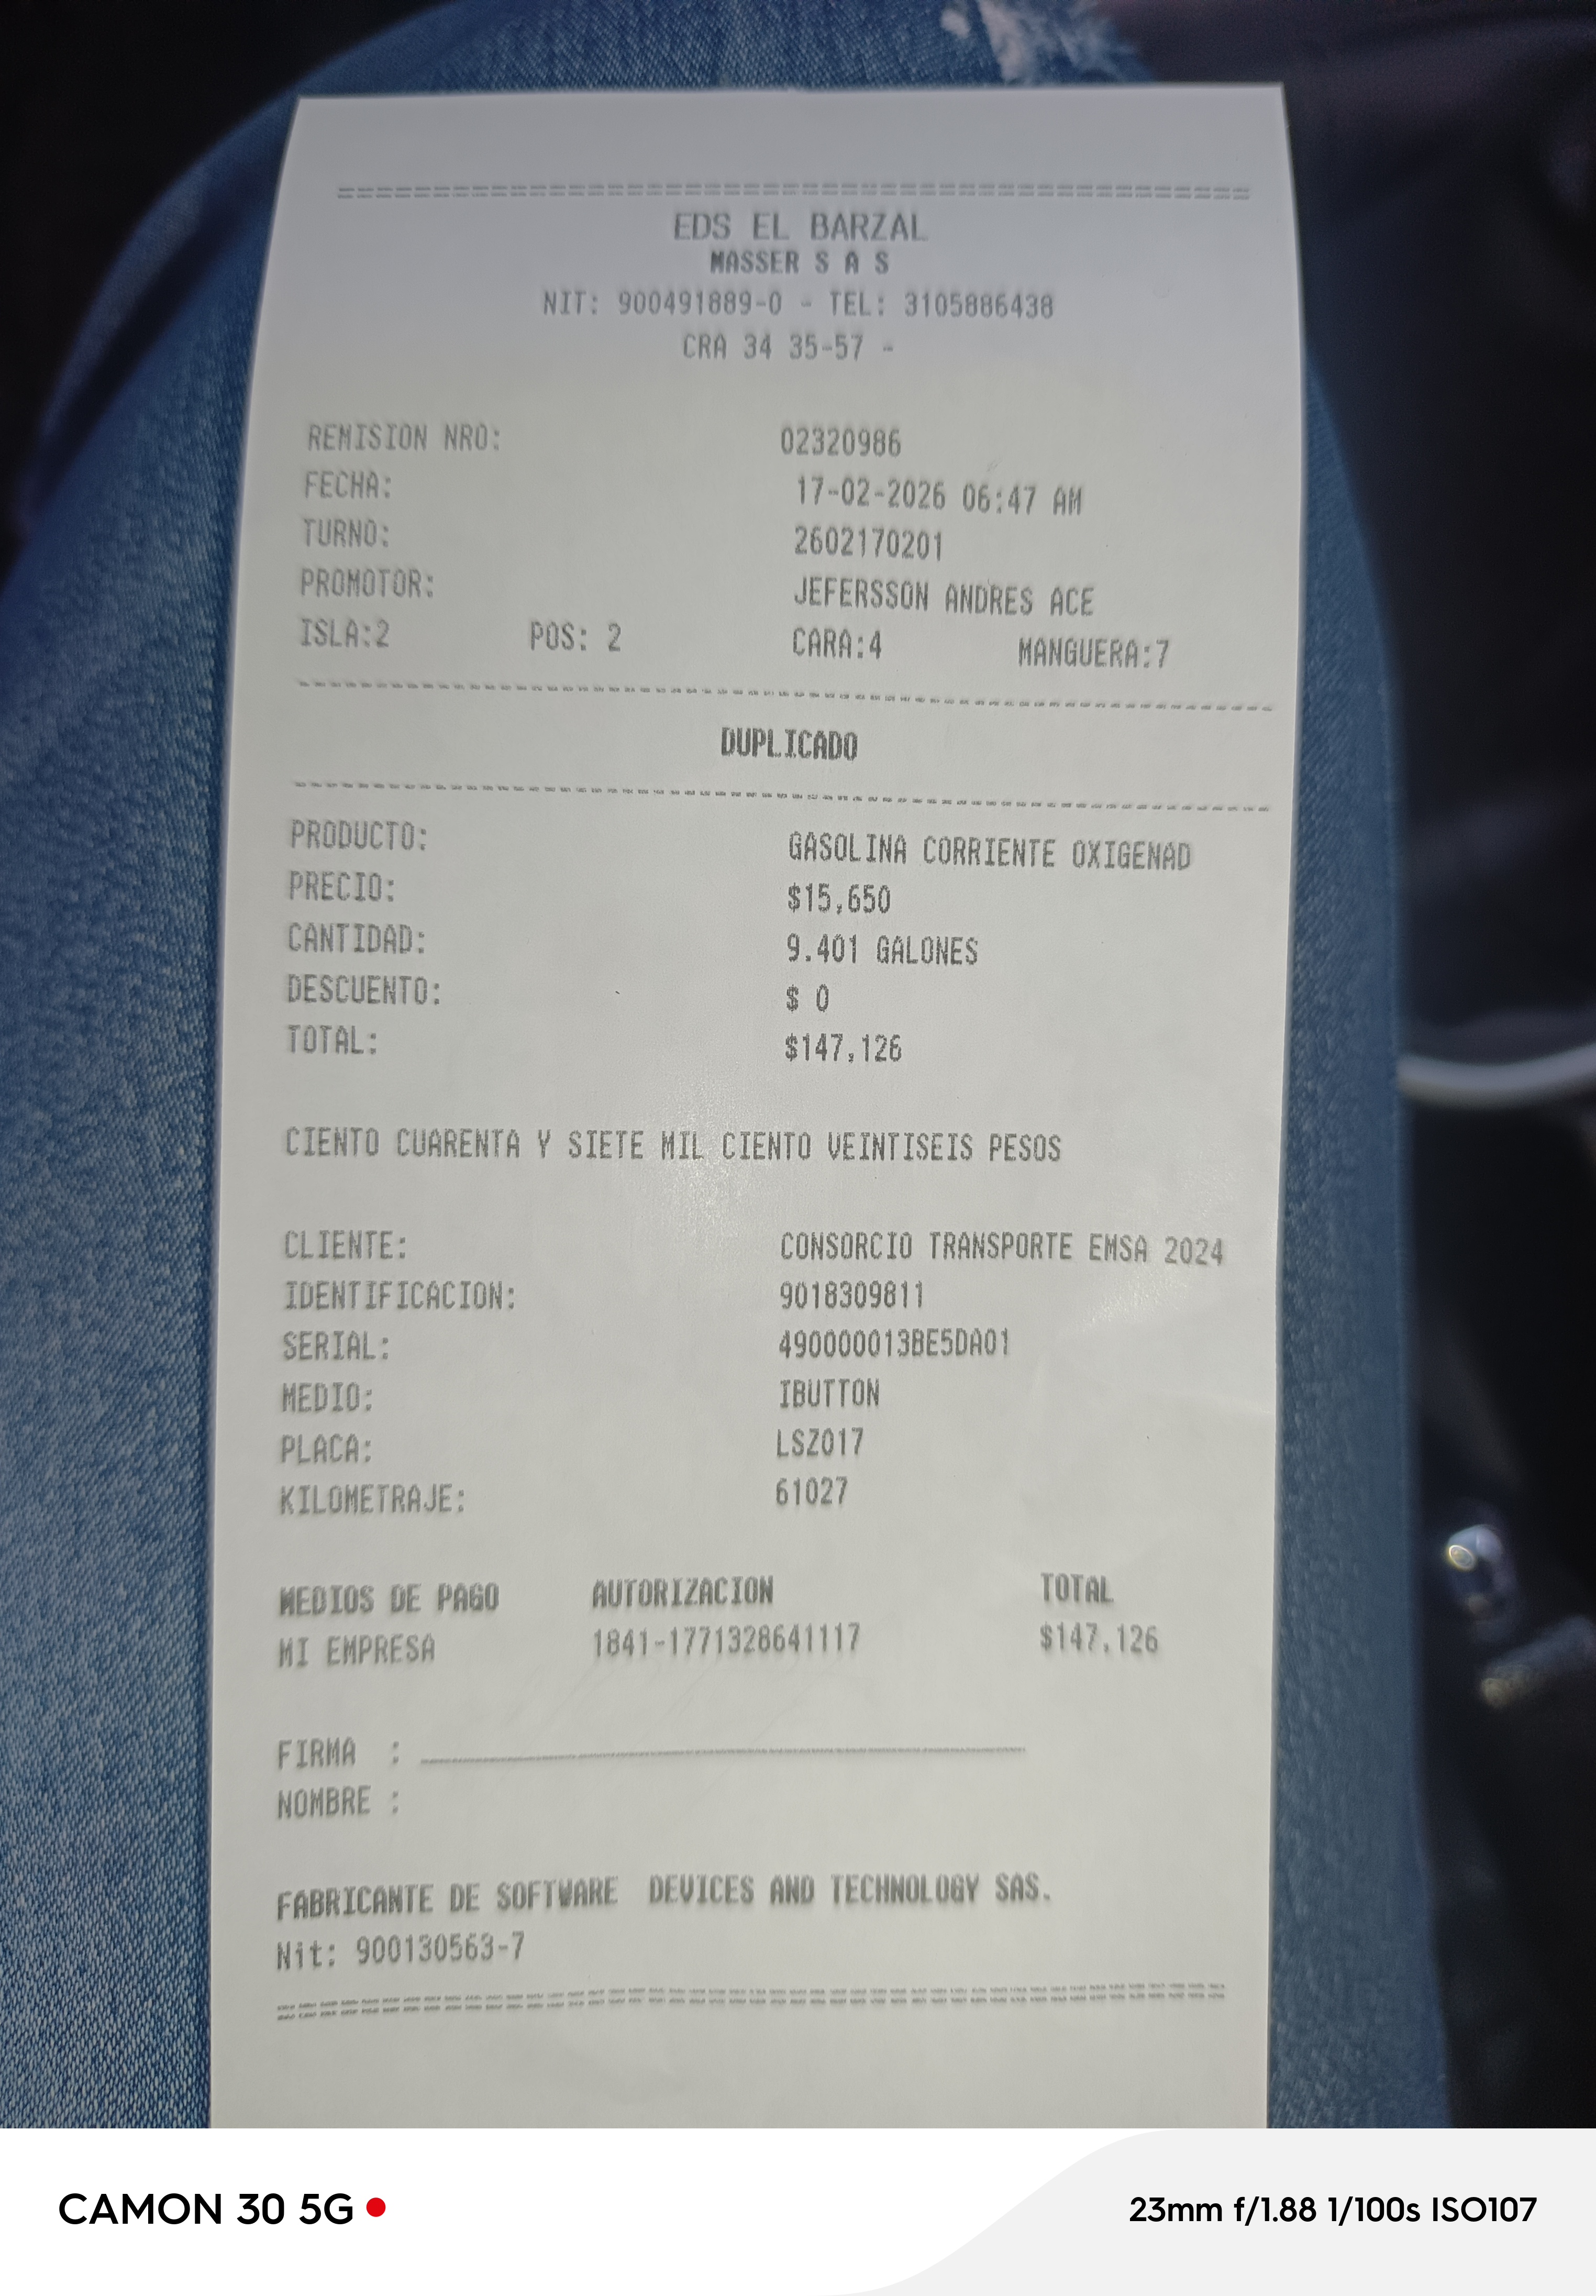 EDS EL BARZAL
MASSER S A S
NIT: 900491889-0 - TEL: 3105886438
CRA 34 35-57 -
REMISION NRO: 02320986
FECHA: 17-02-2026 06:47 AM
TURNO: 2602170201
PROMOTOR: JEFERSSON ANDRES ACE
ISLA:2 POS: 2 CARA:4 MANGUERA:7
DUPLICADO
PRODUCTO: GASOLINA CORRIENTE OXIGENAD
PRECIO: $15,650
CANTIDAD: 9.401 GALONES
DESCUENTO: $ 0
TOTAL: $147,126
CIENTO CUARENTA Y SIETE MIL CIENTO VEINTISEIS PESOS
CLIENTE: CONSORCIO TRANSPORTE EMSA 2024
IDENTIFICACION: 9018309811
SERIAL: 490000013BE5DA01
MEDIO: IBUTTON
PLACA: LSZ017
KILOMETRAJE: 61027
MEDIOS DE PAGO AUTORIZACION TOTAL
MI EMPRESA 1841-1771328641117 $147,126
FIRMA :
NOMBRE :
FABRICANTE DE SOFTWARE DEVICES AND TECHNOLOGY SAS.
Nit: 900130563-7
CAMON 30 5G
23mm f/1.88 1/100s ISO107